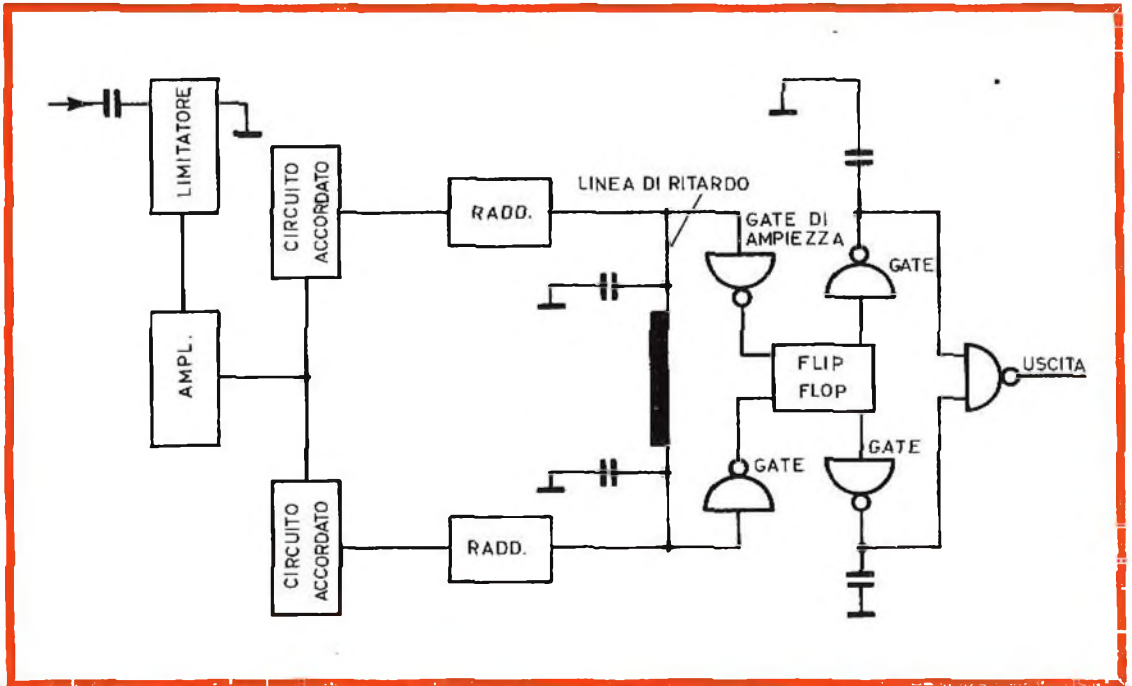 LIMITATORE
CIRCUITO
ACCORDATO
RADD.
LINEA DI RITARDO
GATE DI
AMPIEZZA
GATE
AMPL.
FLIP
FLOP
USCITA
GATE
GATE
CIRCUITO
ACCORDATO
RADD.